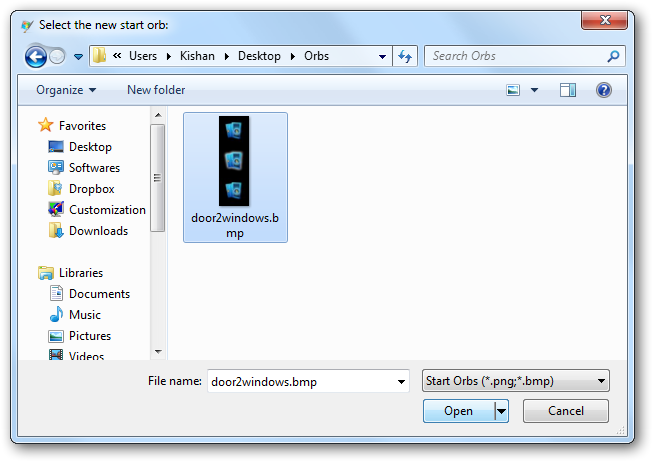 Select the new start orb:
« Users Kishan Desktop Orbs
Search Orbs
Organize
New folder
Favorites
Desktop
Softwares
Dropbox
Customization
Downloads
Libraries
Documents
Music
Pictures
Videos
door2windows.b
mp
File name:
door2windows.bmp
Start Orbs (*.png;*.bmp)
Open
Cancel